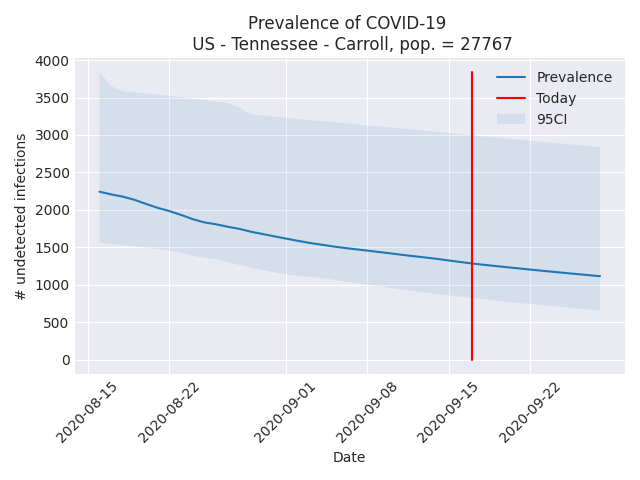 Prevalence of COVID-19
US - Tennessee - Carroll, pop. = 27767
4000
3500
3000
2500
2000
1500
1000
500
0
# undetected infections
Prevalence
Today
95CI
2020-08-15
2020-08-22
2020-09-01
2020-09-08
2020-09-15
2020-09-22
Date